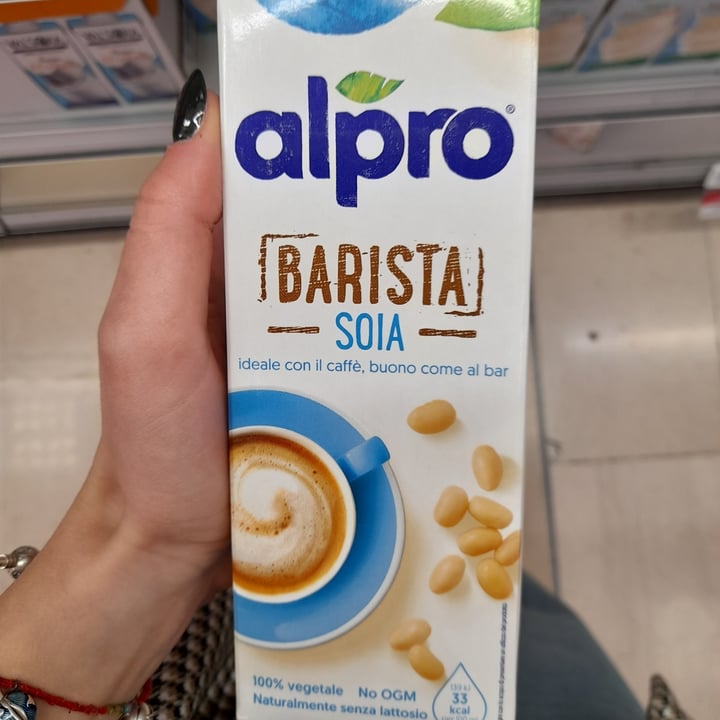 alpro®
BARISTA
SOIA
ideale con il caffè, buono come al bar
100% vegetale No OGM
Naturalmente senza lattosio
33
kcal